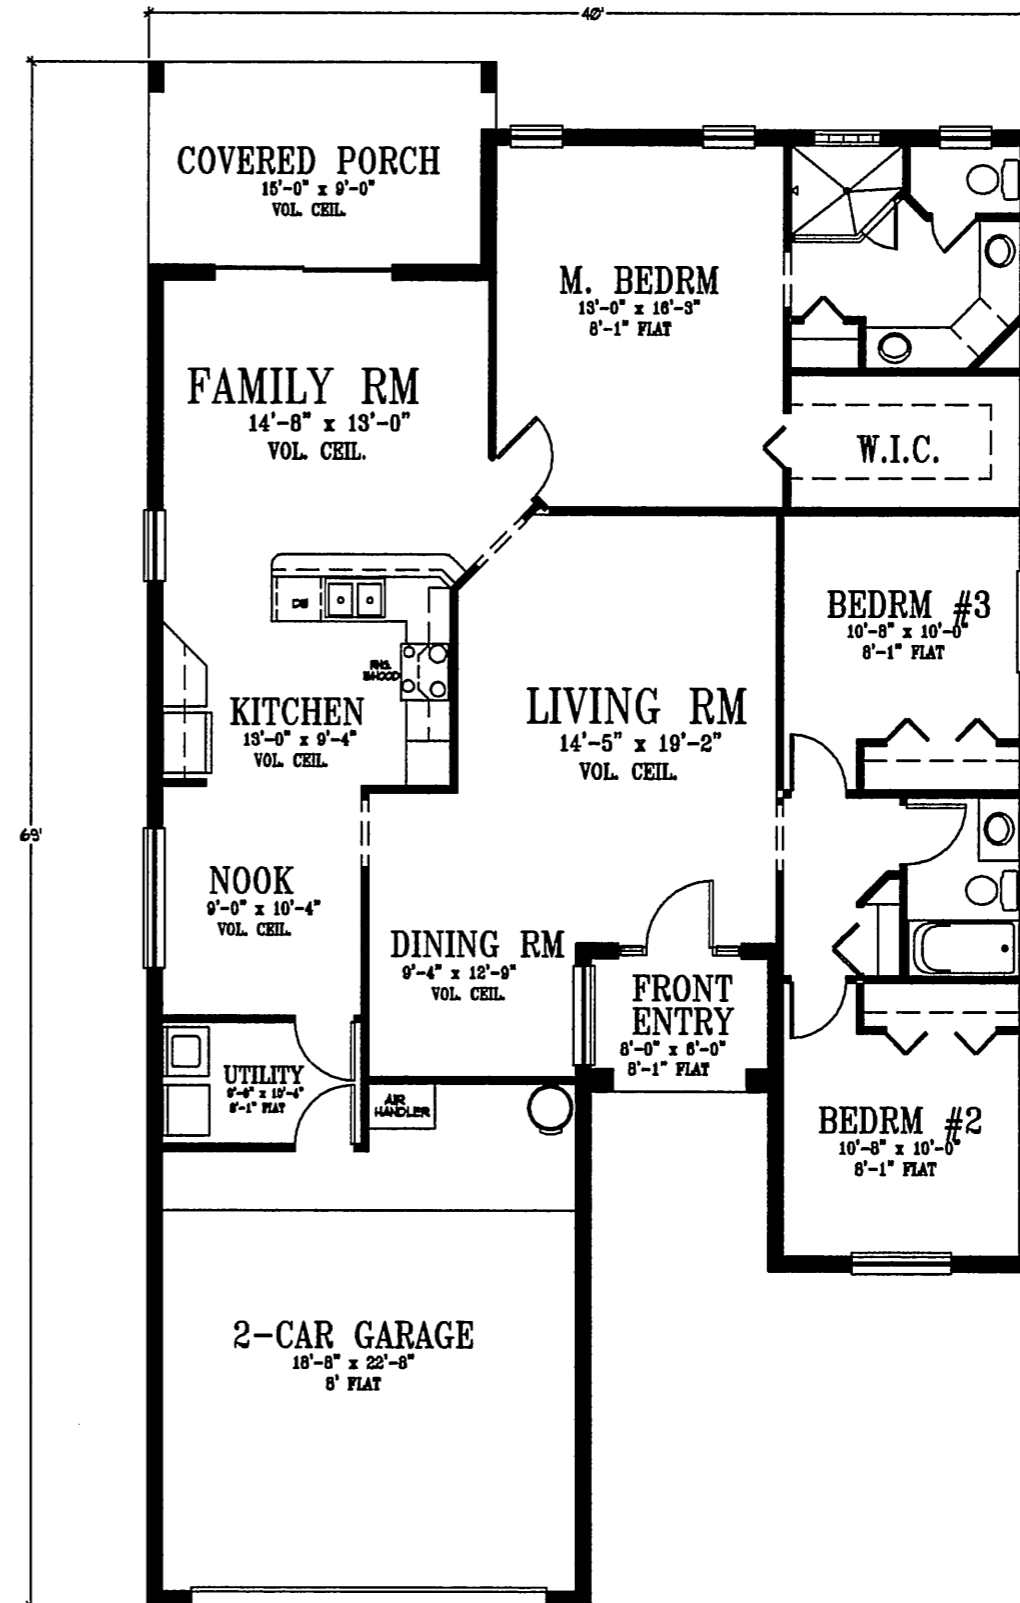 40'
COVERED PORCH
15'-0" x 9'-0"
VOL. CEIL.
M. BEDRM
13'-0" x 16'-3"
8'-1" FLAT
FAMILY RM
14'-8" x 13'-0"
VOL. CEIL.
W.I.C.
DW
BEDRM #3
10'-8" x 10'-0"
8'-1" FLAT
KITCHEN
13'-0" x 9'-4"
VOL. CEIL.
LIVING RM
14'-5" x 19'-2"
VOL. CEIL.
69'
NOOK
9'-0" x 10'-4"
VOL. CEIL.
DINING RM
9'-4" x 12'-9"
VOL. CEIL.
FRONT
ENTRY
8'-0" x 6'-0"
8'-1" FLAT
UTILITY
8'-1" FLAT
AIR
HANDLER
BEDRM #2
10'-8" x 10'-0"
8'-1" FLAT
2-CAR GARAGE
18'-8" x 22'-8"
8' FLAT